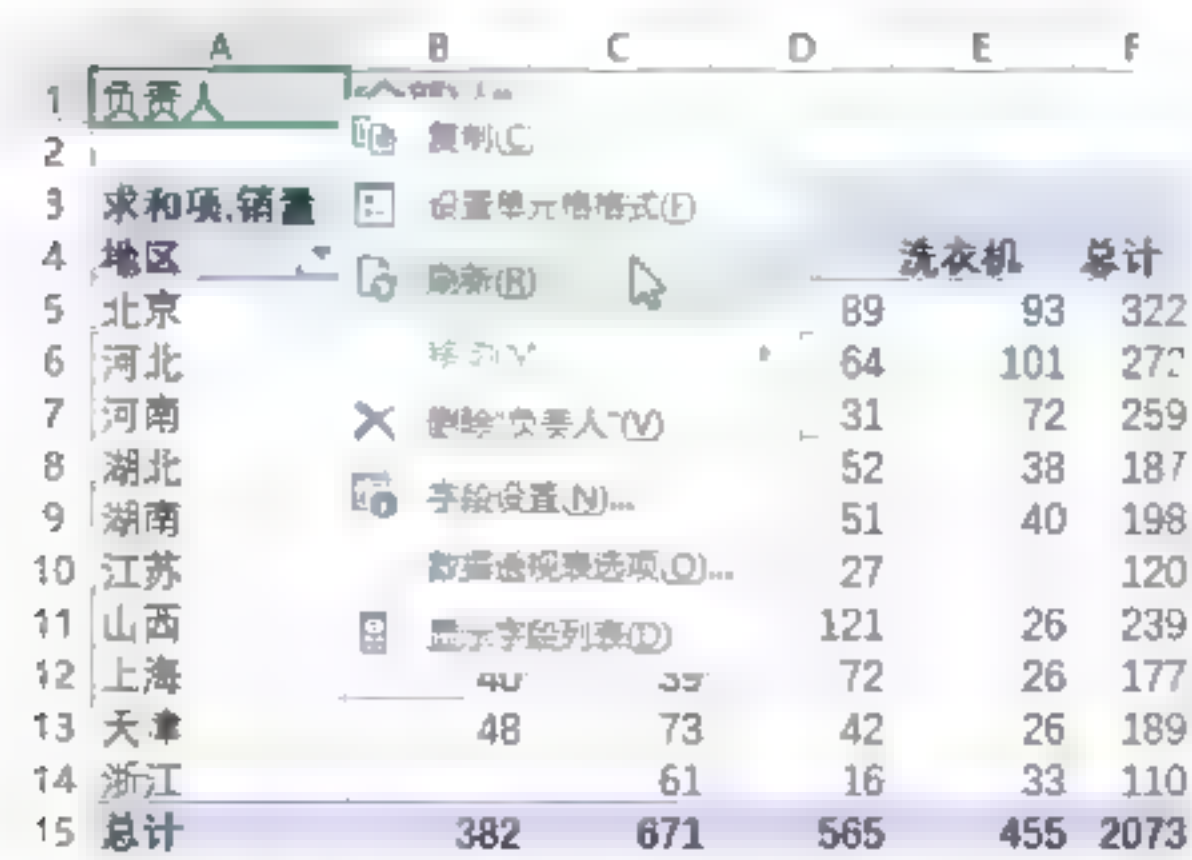 A B C D E F
1 负责人
复制(C)
2
3 求和项:销量 设置单元格格式(F)
4 地区 洗衣机 总计
刷新(R)
5 北京 89 93 322
6 河北 64 101 272
7 河南 31 72 259
删除"负责人"(V)
8 湖北 52 38 187
字段设置(N)...
9 湖南 51 40 198
10 江苏 数据透视表选项(O)... 27 120
11 山西 显示字段列表(D) 121 26 239
12 上海 40 39 72 26 177
13 天津 48 73 42 26 189
14 浙江 61 16 33 110
15 总计 382 671 565 455 2073